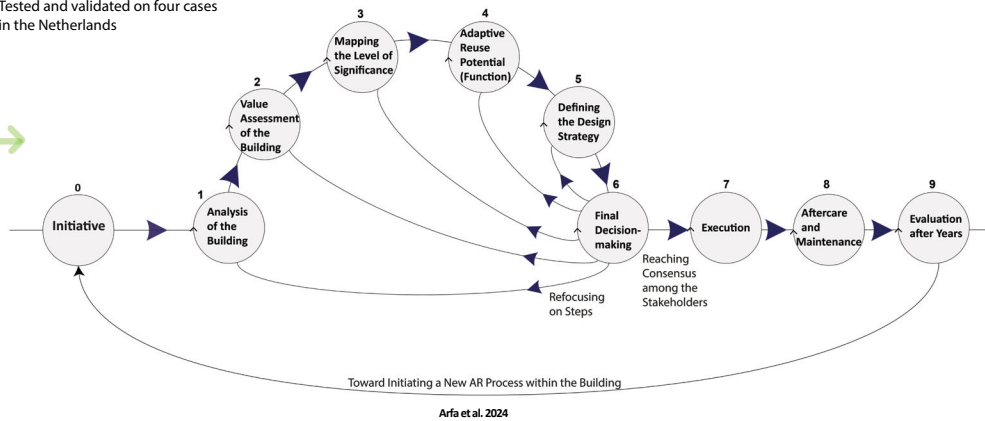 Tested and validated on four cases
in the Netherlands
0
Initiative
1
Analysis
of the
Building
2
Value
Assessment
of the
Building
3
Mapping
the Level of
Significance
4
Adaptive
Reuse
Potential
(Function)
5
Defining
the Design
Strategy
6
Final
Decision-
making
7
Execution
8
Aftercare
and
Maintenance
9
Evaluation
after Years
Reaching
Consensus
among the
Stakeholders
Refocusing
on Steps
Toward Initiating a New AR Process within the Building
Arfa et al. 2024